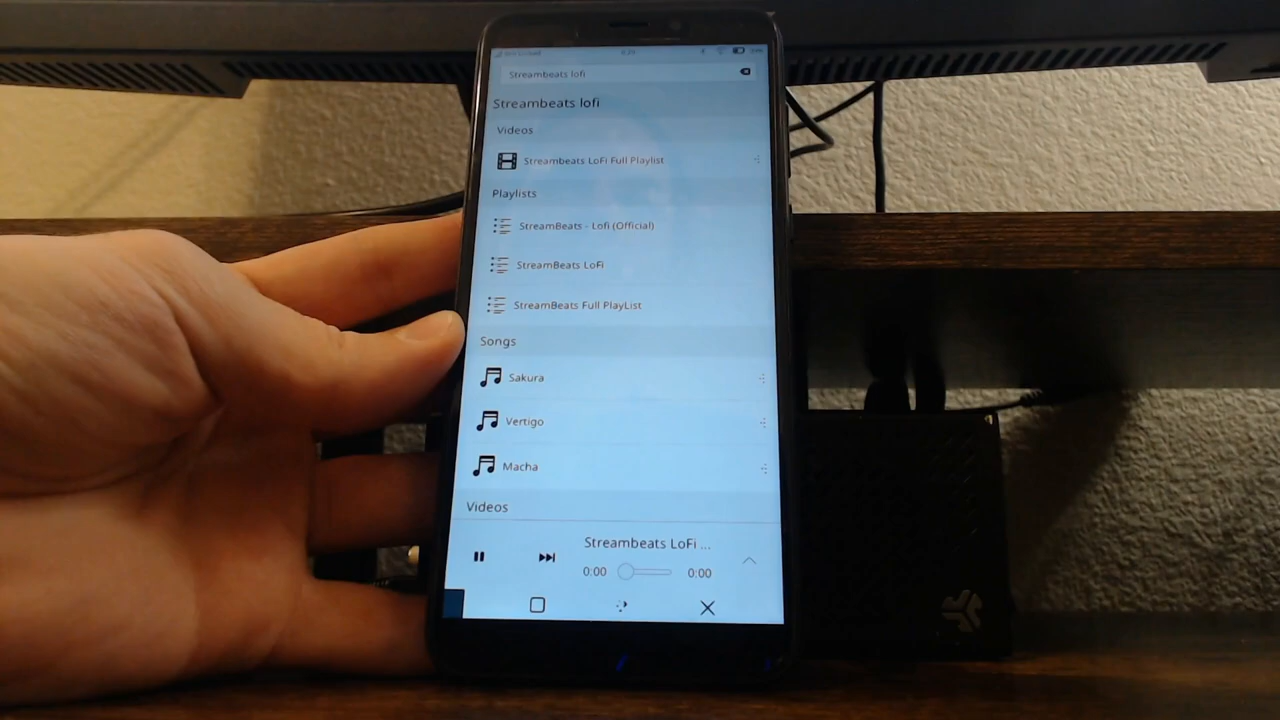 Streambeats lofi
Streambeats lofi
Videos
Streambeats LoFi Full Playlist
Playlists
StreamBeats - Lofi (Official)
StreamBeats LoFi
StreamBeats Full PlayList
Songs
Sakura
Vertigo
Macha
Videos
Streambeats LoFi ...
0:00 0:00